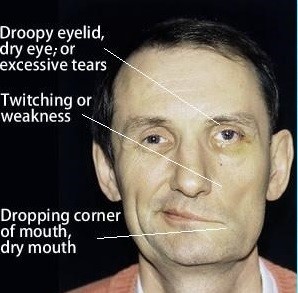 Droopy eyelid,
dry eye, or
excessive tears
Twitching or
weakness
Dropping corner
of mouth,
dry mouth